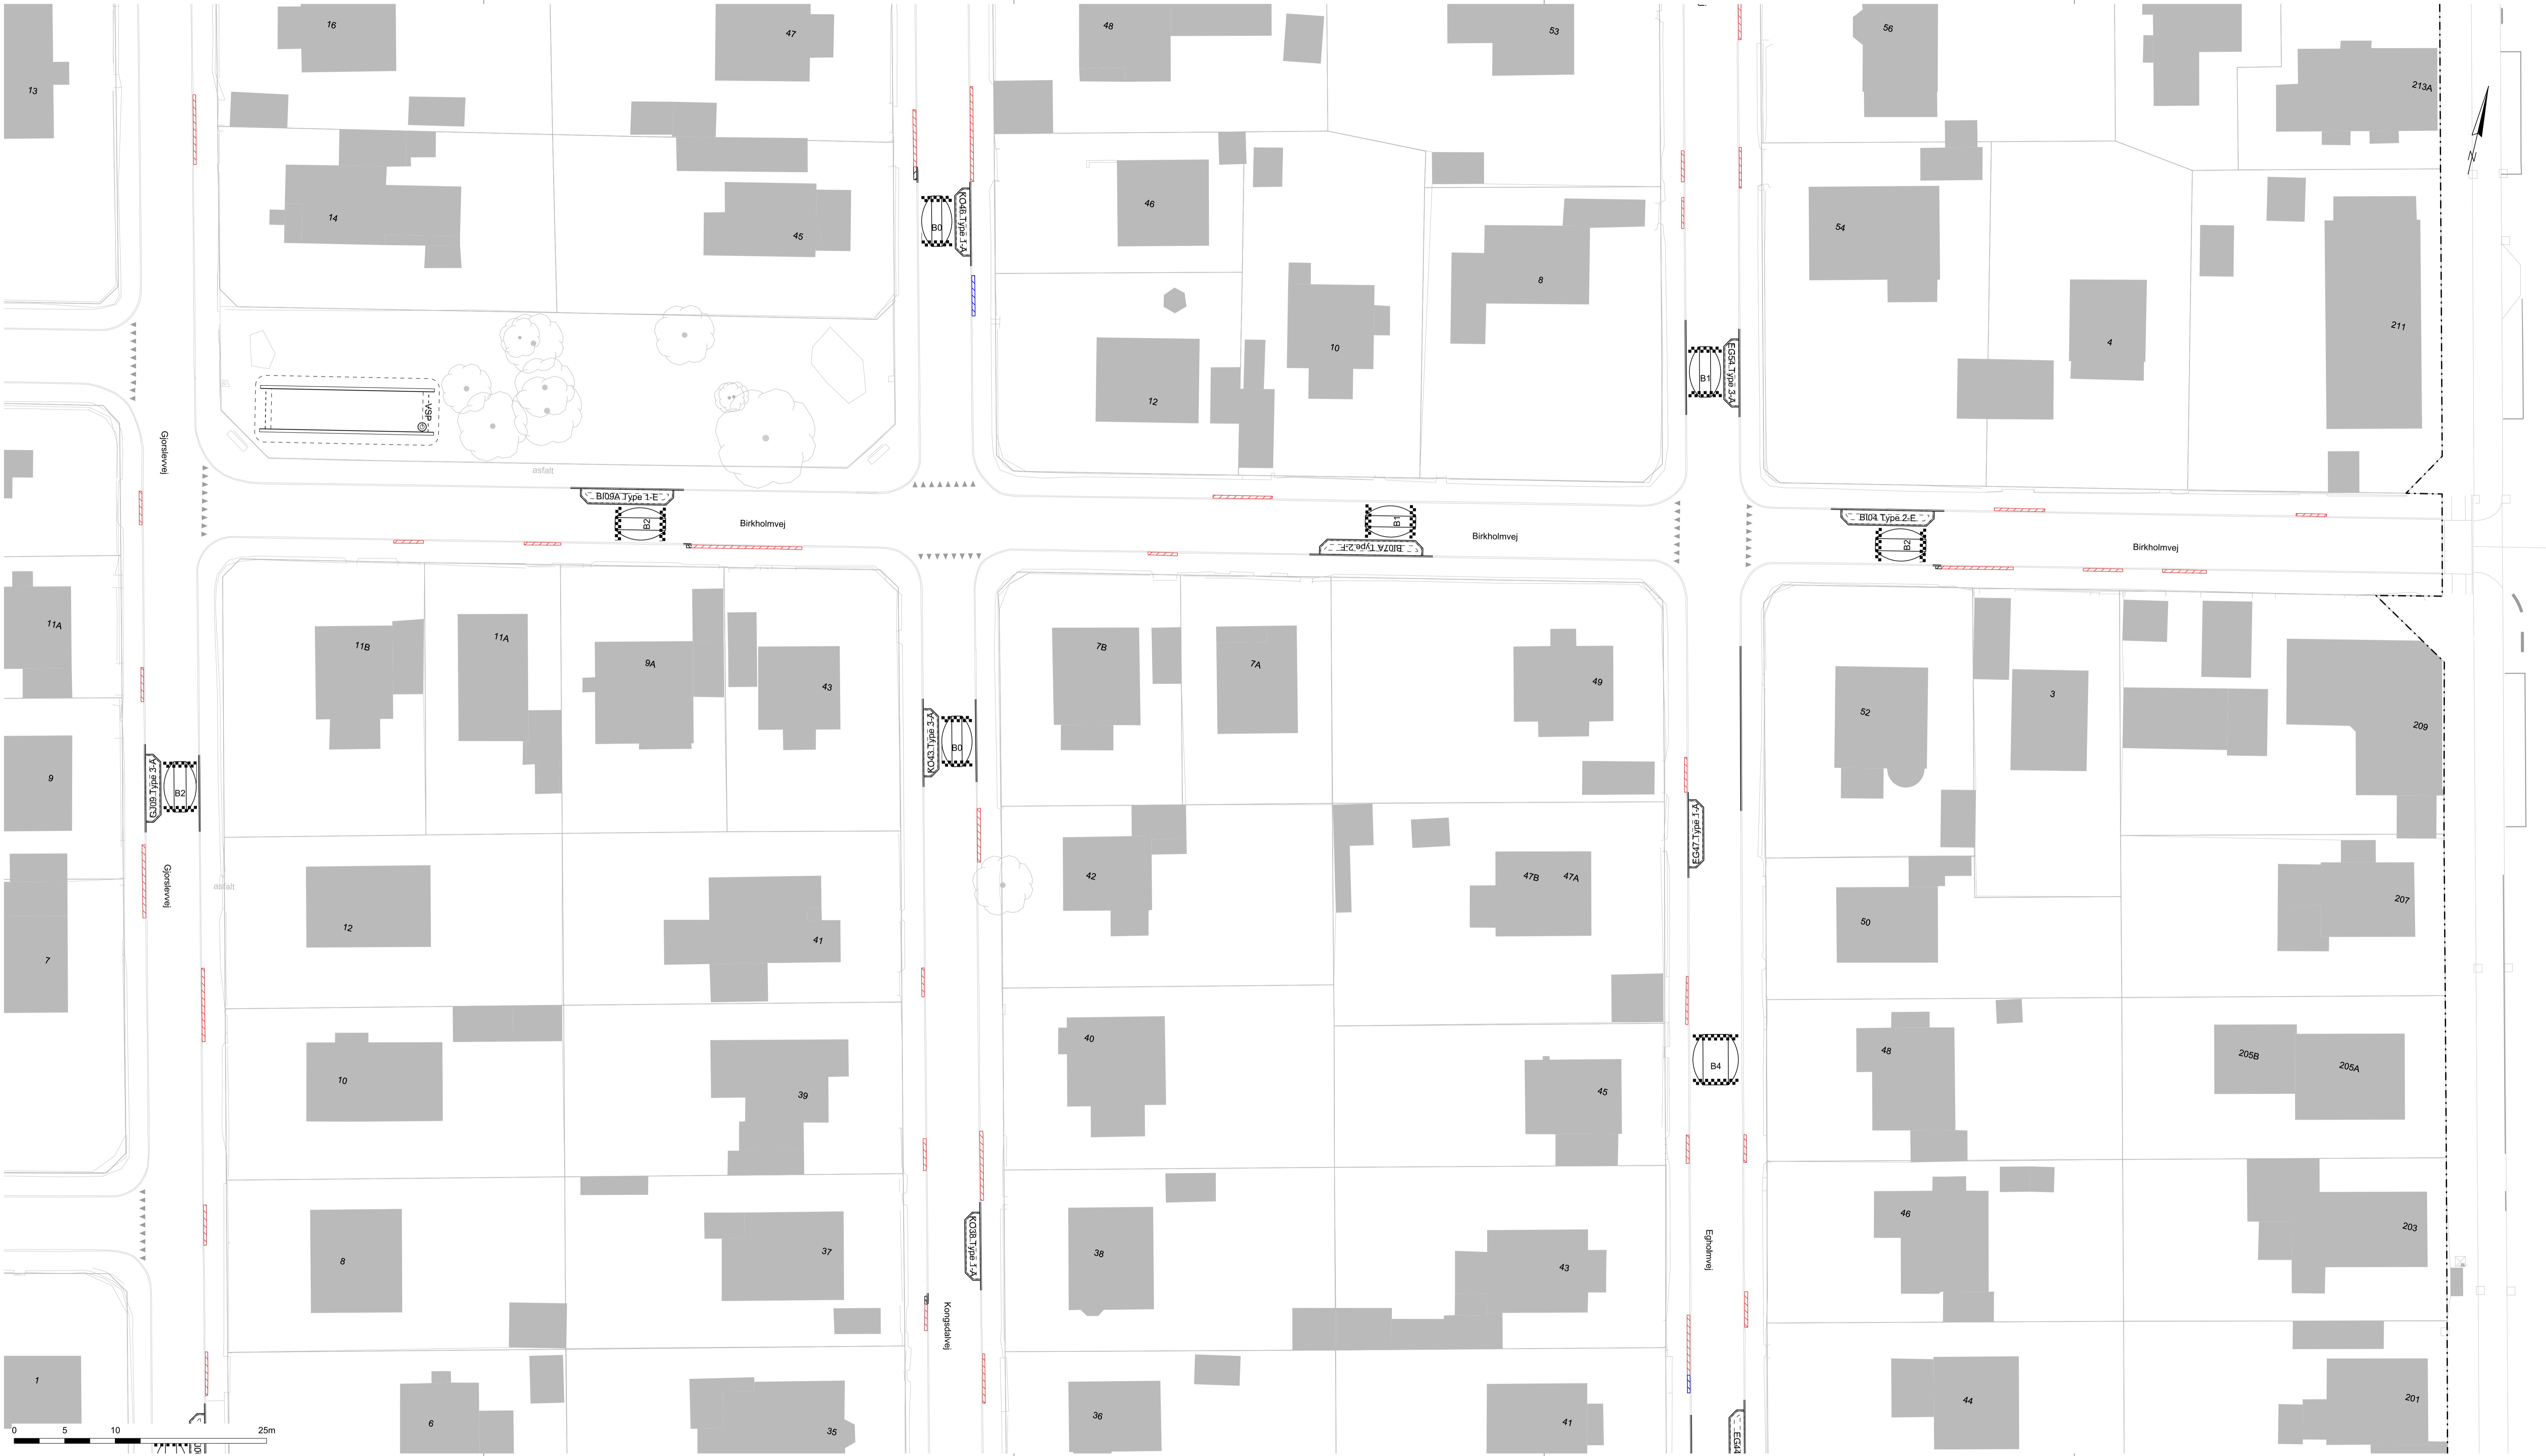 16
47
48
53
56
13
213A
14
45
46
54
8
4
211
10
12
N
KO46 Type 1-A
B0
EG54 Type 3-A
B1
VSP
Gjorslevvej
asfalt
BI09A Type 1-E
B2
Birkholmvej
B1
BI07A Type 2-F
Birkholmvej
BI04 Type 2-E
B2
Birkholmvej
11A
11B
11A
9A
43
7B
7A
49
52
3
209
9
GJ09 Type 3-A
B2
KO43 Type 3-A
B0
EG47 Type 1-A
42
47B
47A
50
207
Gjorslevvej
asfalt
12
41
7
10
39
40
45
B4
48
205B
205A
8
37
KO38 Type 1-A
38
43
Egholmvej
46
203
Kongsdalvej
1
6
35
36
41
44
201
EG44
0 5 10 25m